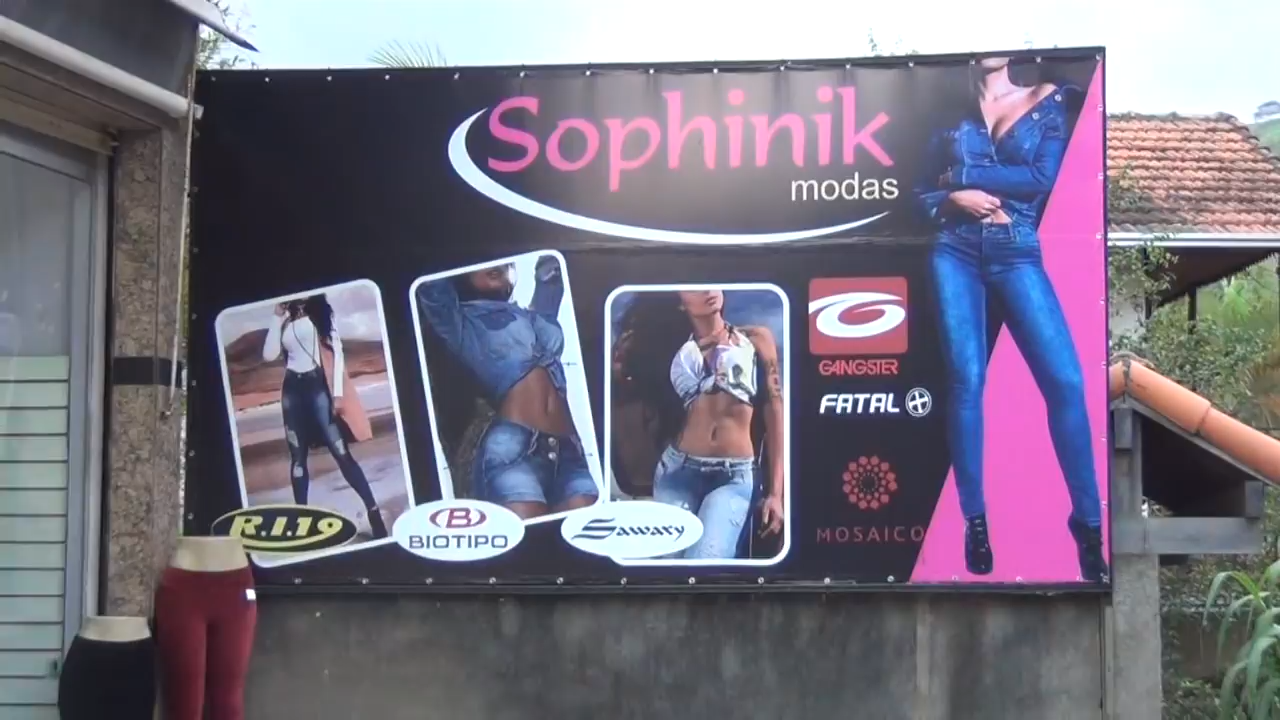 Sophinik
modas
GANGSTER
FATAL
MOSAICO
R.I.19
BIOTIPO
Sawary